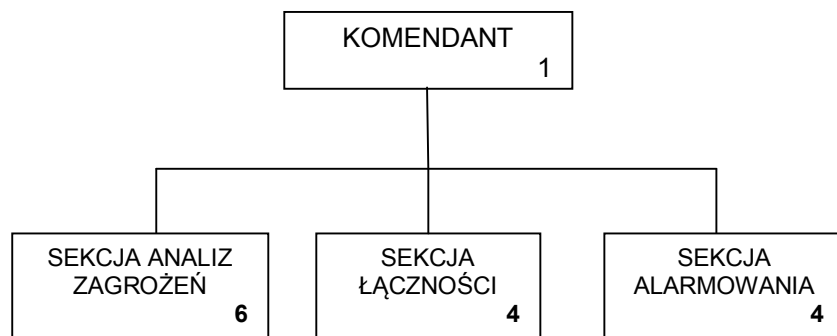 KOMENDANT
1
SEKCJA ANALIZ
ZAGROŻEŃ
6
SEKCJA
ŁĄCZNOŚCI
4
SEKCJA
ALARMOWANIA
4